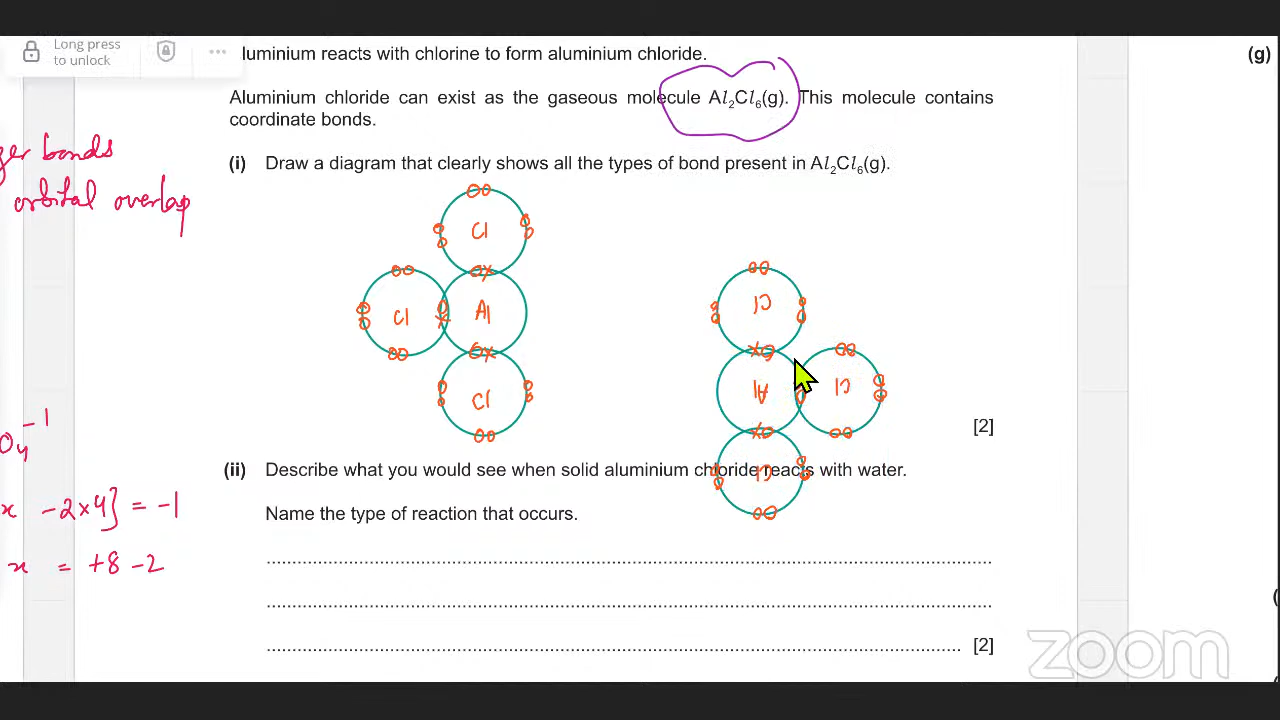 Long press
to unlock
luminium reacts with chlorine to form aluminium chloride.
(g)
Aluminium chloride can exist as the gaseous molecule Al₂Cl₆(g). This molecule contains
coordinate bonds.
ger bonds
orbital overlap
(i) Draw a diagram that clearly shows all the types of bond present in Al₂Cl₆(g).
Cl
Cl
Al
Cl
Cl
Al
Cl
Cl
[2]
O₄⁻¹
x -2x4} = -1
x = +8 -2
(ii) Describe what you would see when solid aluminium chloride reacts with water.
Name the type of reaction that occurs.
[2]
zoom